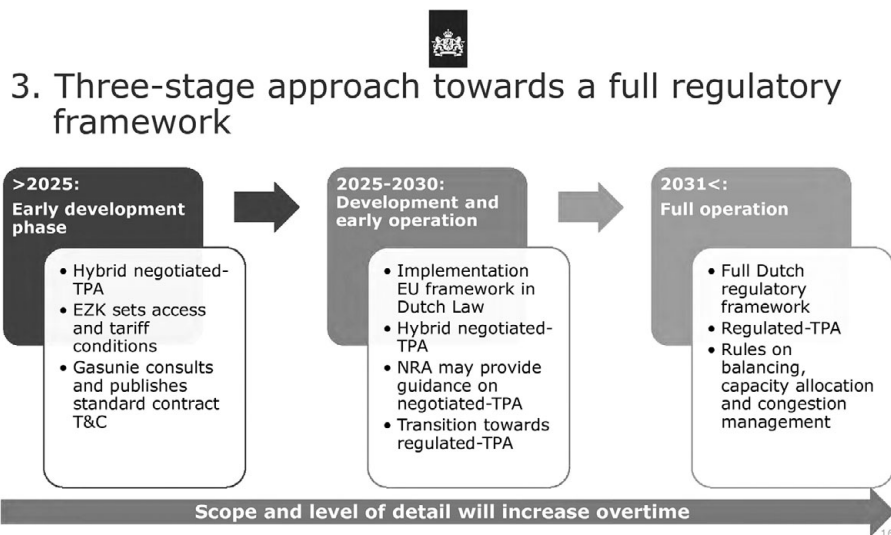 3. Three-stage approach towards a full regulatory
framework
>2025:
Early development
phase
• Hybrid negotiated-
TPA
• EZK sets access
and tariff
conditions
• Gasunie consults
and publishes
standard contract
T&C
2025-2030:
Development and
early operation
• Implementation
EU framework in
Dutch Law
• Hybrid negotiated-
TPA
• NRA may provide
guidance on
negotiated-TPA
• Transition towards
regulated-TPA
2031<:
Full operation
• Full Dutch
regulatory
framework
• Regulated-TPA
• Rules on
balancing,
capacity allocation
and congestion
management
Scope and level of detail will increase overtime